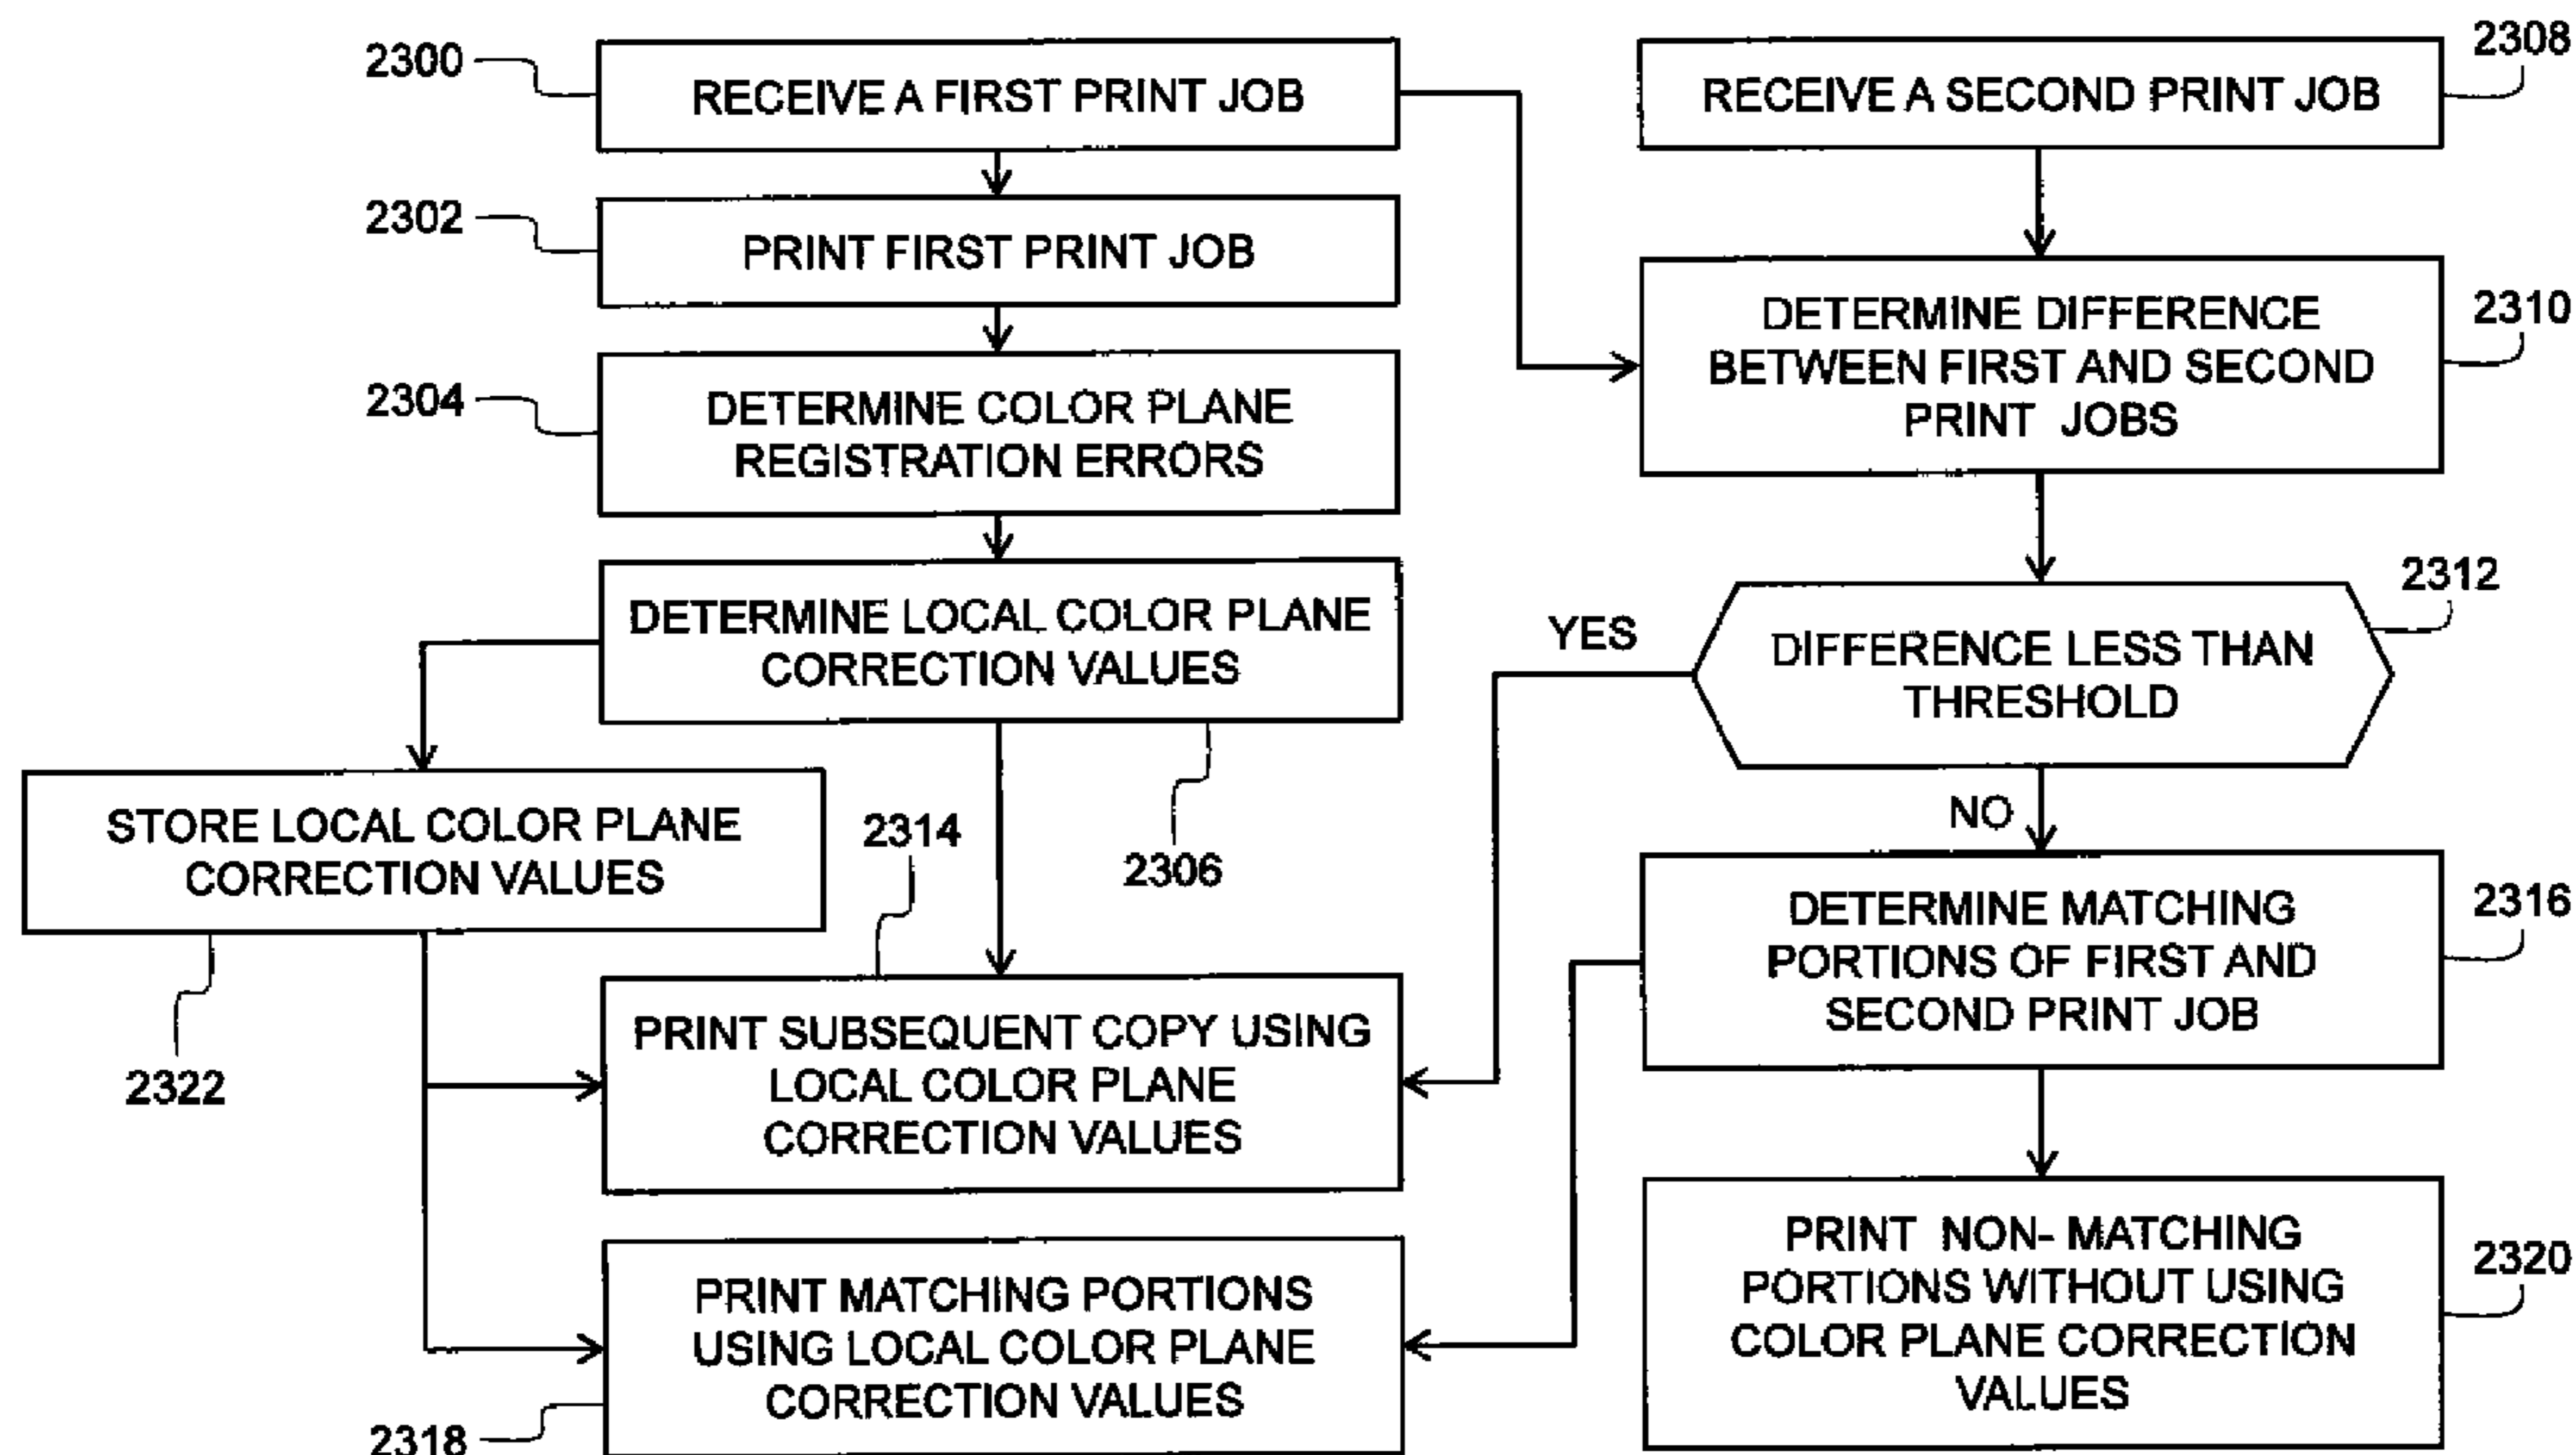 2300
RECEIVE A FIRST PRINT JOB
2302
PRINT FIRST PRINT JOB
2304
DETERMINE COLOR PLANE
REGISTRATION ERRORS
DETERMINE LOCAL COLOR PLANE
CORRECTION VALUES
2306
STORE LOCAL COLOR PLANE
CORRECTION VALUES
2322
2314
PRINT SUBSEQUENT COPY USING
LOCAL COLOR PLANE
CORRECTION VALUES
PRINT MATCHING PORTIONS
USING LOCAL COLOR PLANE
CORRECTION VALUES
2318
2308
RECEIVE A SECOND PRINT JOB
2310
DETERMINE DIFFERENCE
BETWEEN FIRST AND SECOND
PRINT JOBS
2312
YES
DIFFERENCE LESS THAN
THRESHOLD
NO
2316
DETERMINE MATCHING
PORTIONS OF FIRST AND
SECOND PRINT JOB
2320
PRINT NON- MATCHING
PORTIONS WITHOUT USING
COLOR PLANE CORRECTION
VALUES